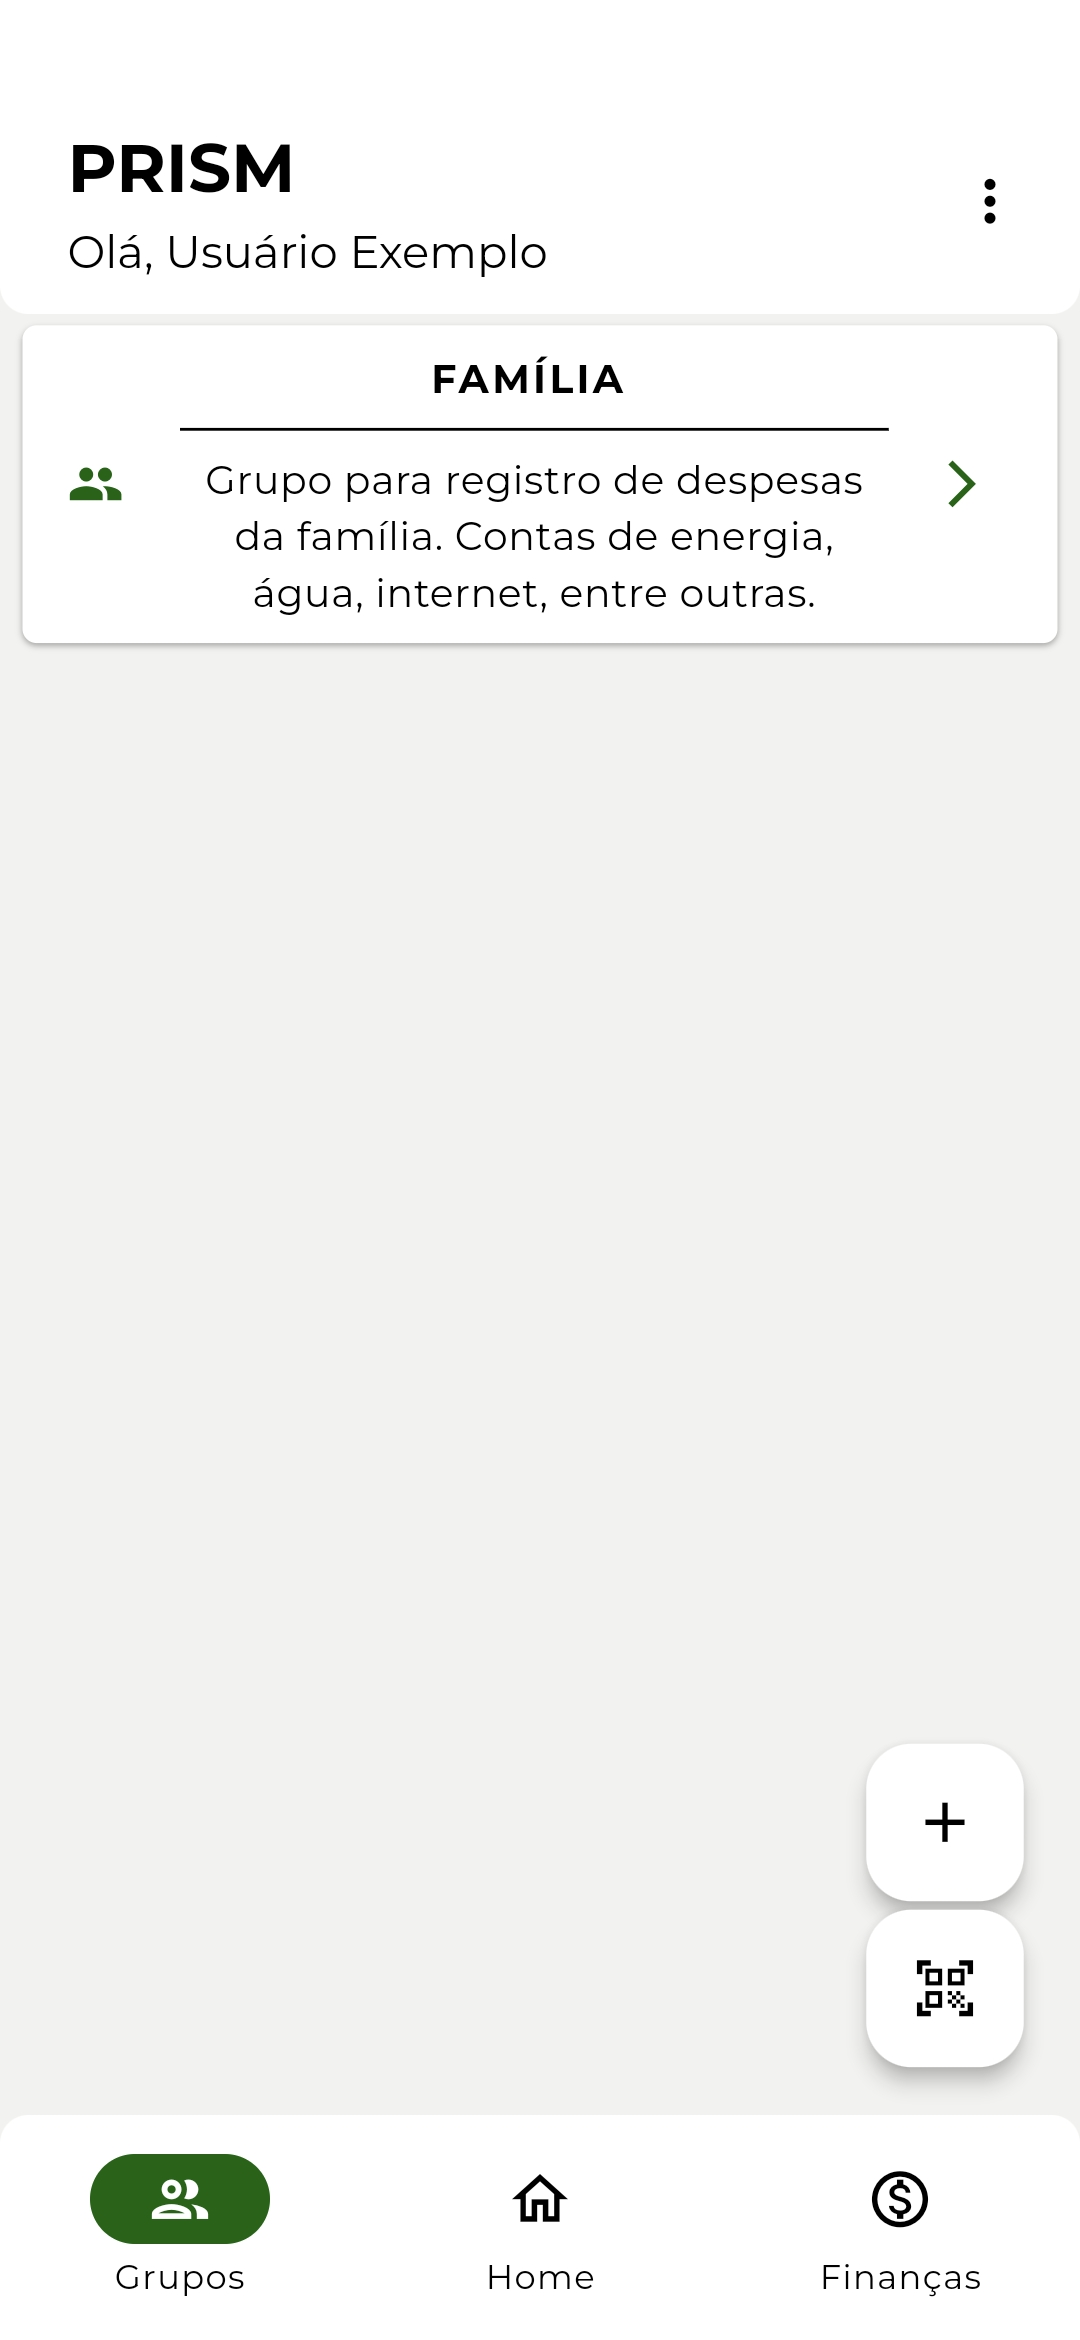 PRISM
Olá, Usuário Exemplo
FAMÍLIA
Grupo para registro de despesas
da família. Contas de energia,
água, internet, entre outras.
Grupos
Home
Finanças